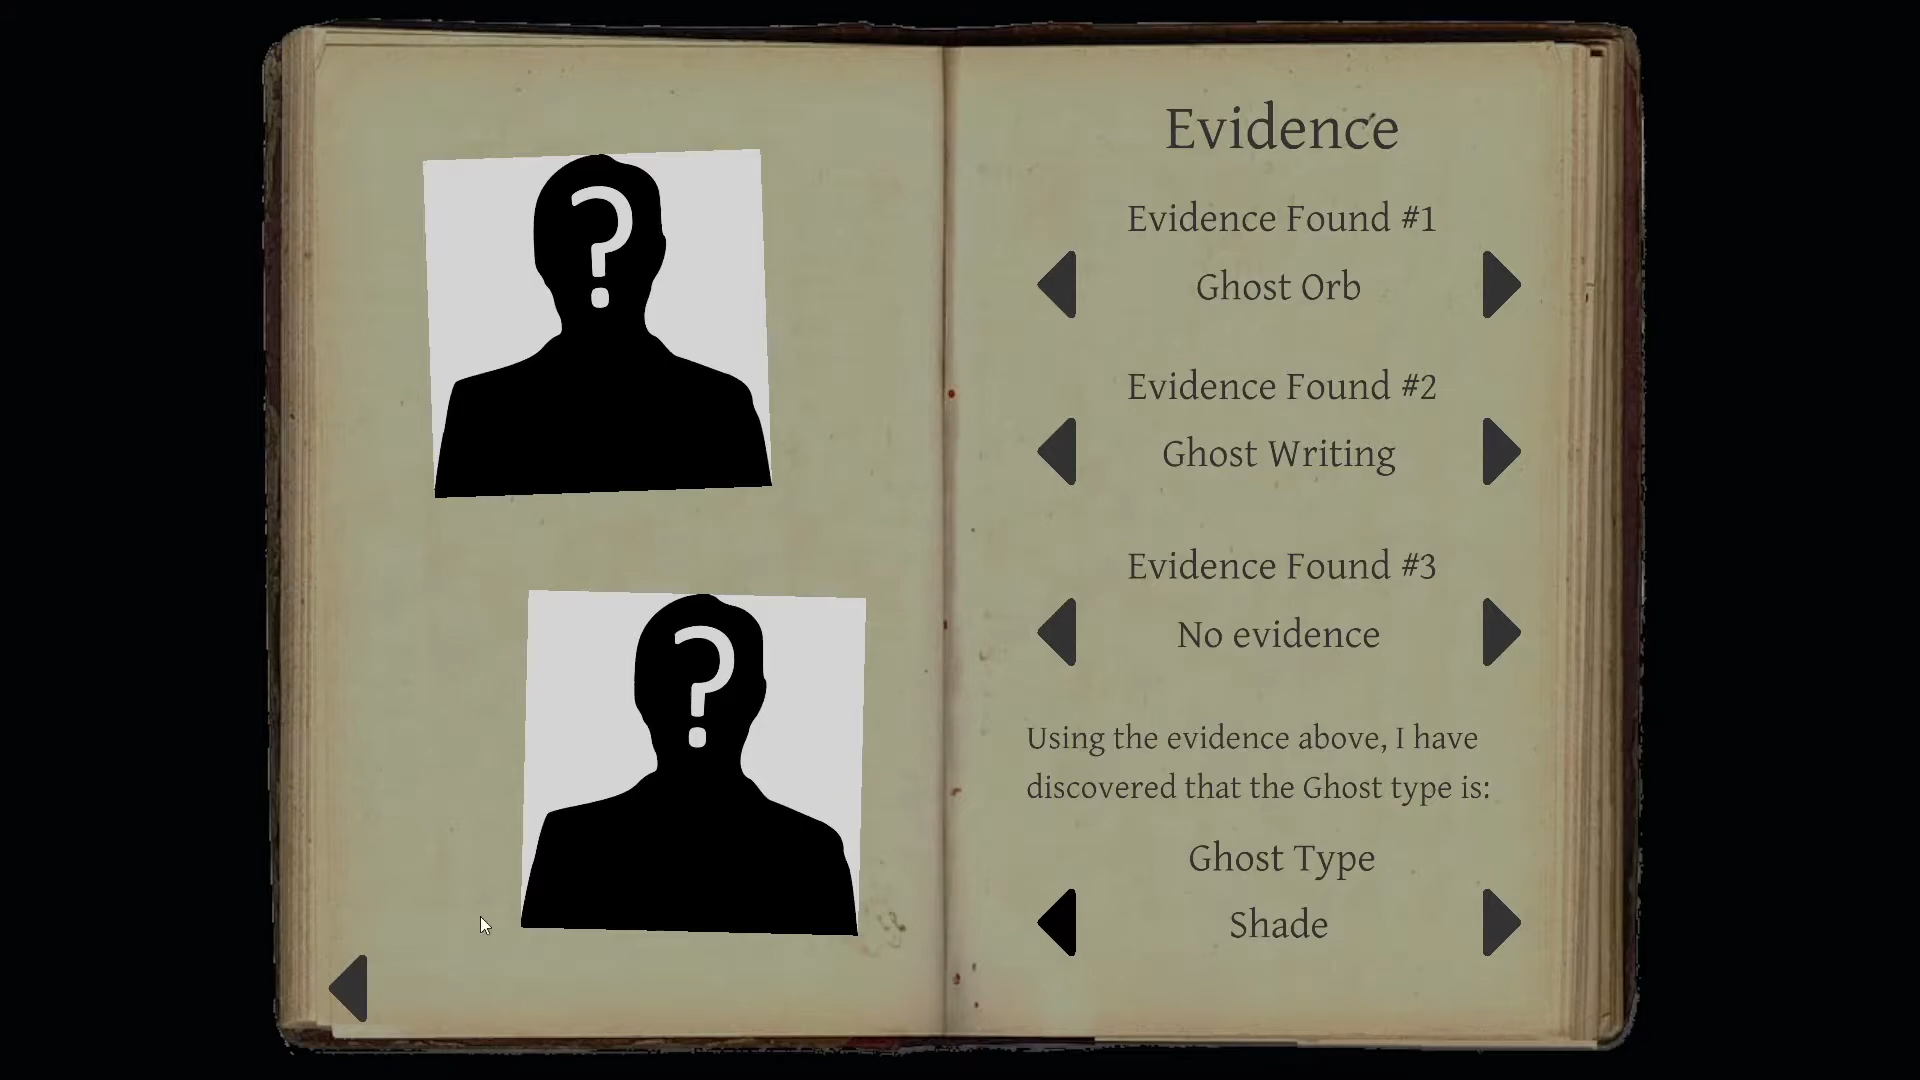 Evidence
Evidence Found #1
Ghost Orb
Evidence Found #2
Ghost Writing
Evidence Found #3
No evidence
Using the evidence above, I have
discovered that the Ghost type is:
Ghost Type
Shade